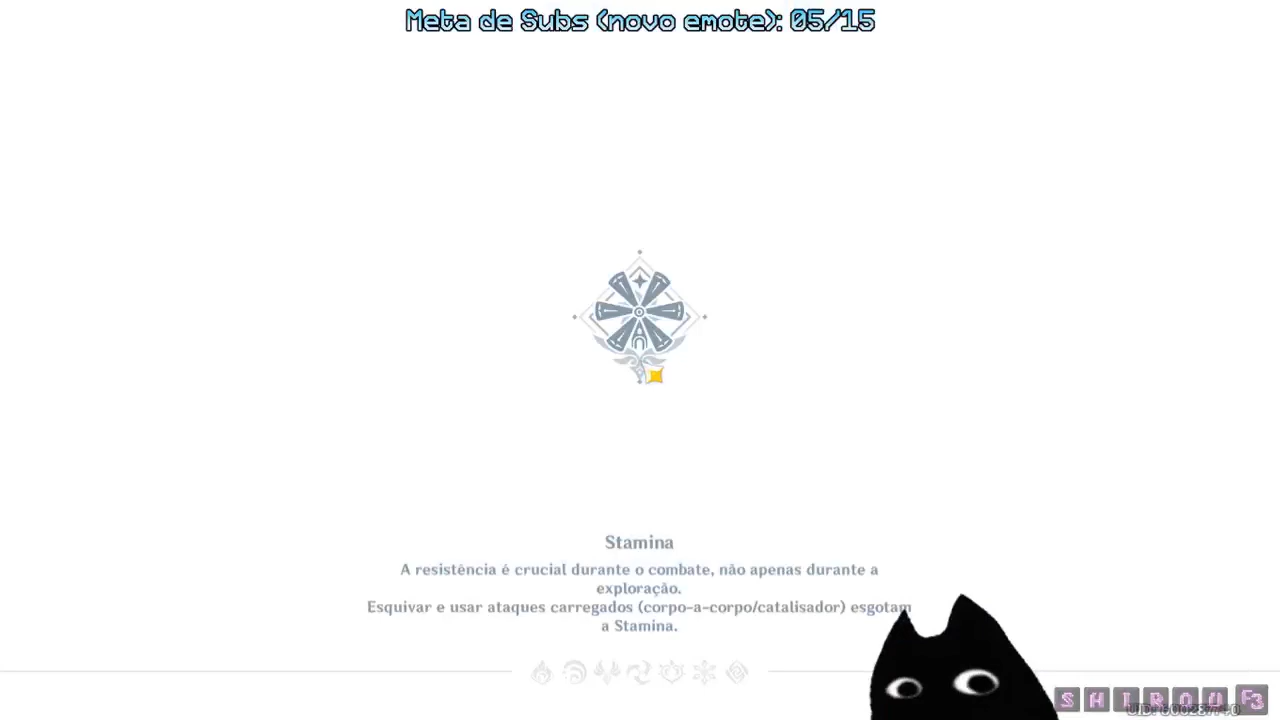 Meta de Subs (novo emote): 05/15
Stamina
A resistência é crucial durante o combate, não apenas durante a
exploração.
Esquivar e usar ataques carregados (corpo-a-corpo/catalisador) esgotam
a Stamina.
SHIROU F3